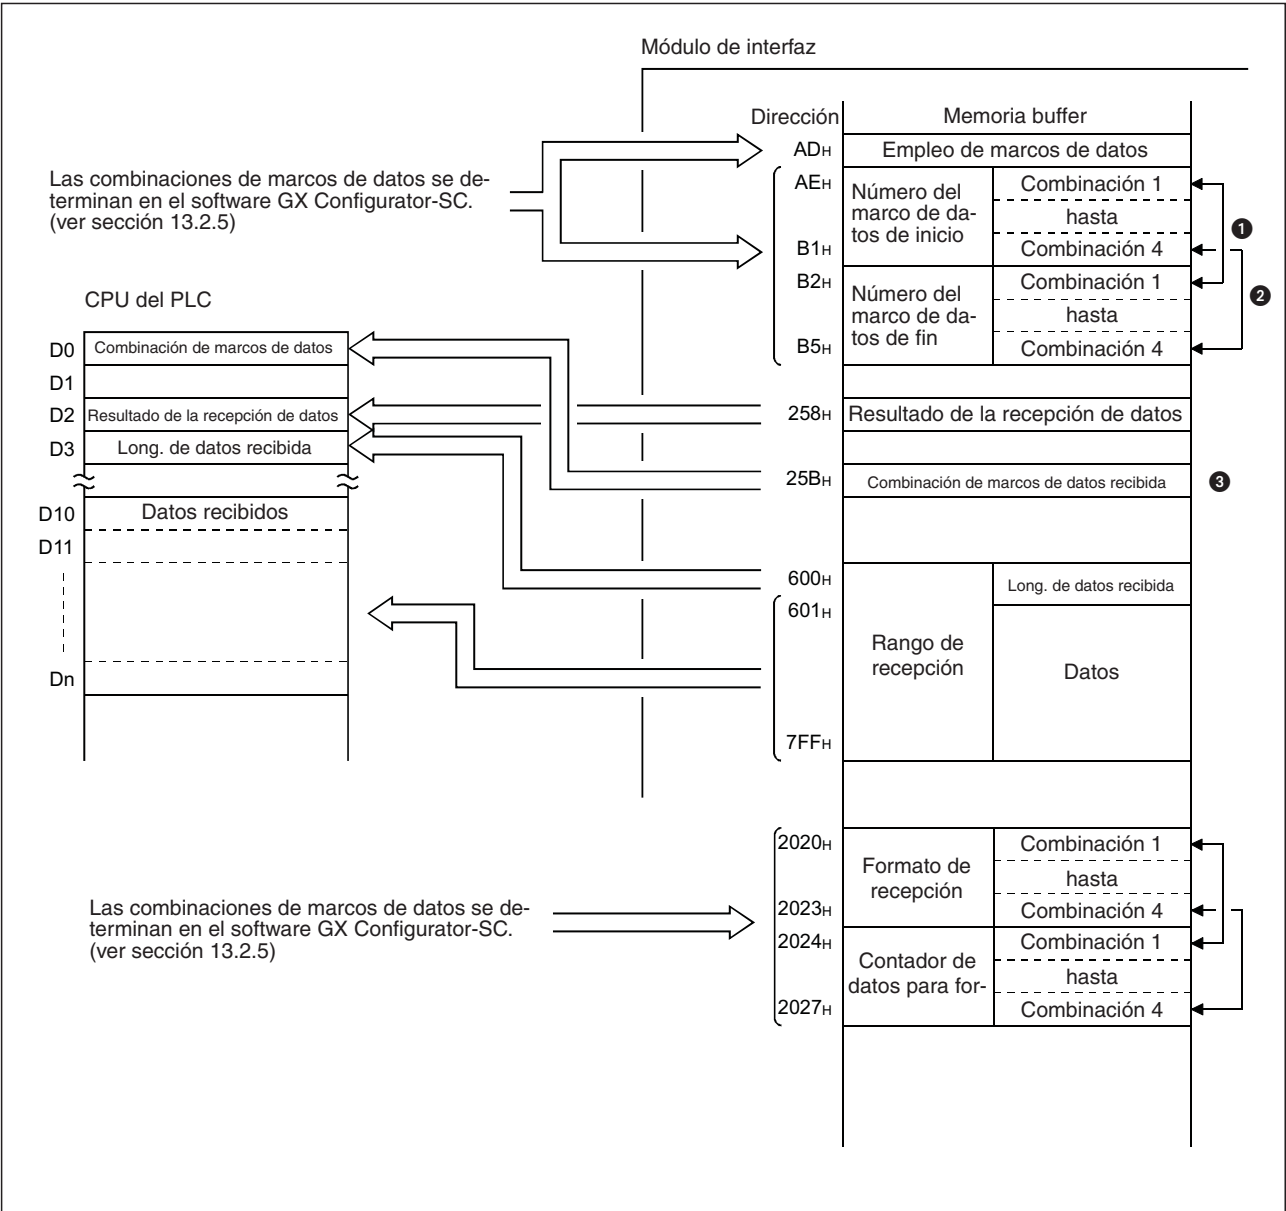 Módulo de interfaz
Dirección
Memoria buffer
ADH
Empleo de marcos de datos
Las combinaciones de marcos de datos se de-
terminan en el software GX Configurator-SC.
(ver sección 13.2.5)
AEH
Número del
marco de da-
tos de inicio
Combinación 1
hasta
B1H
Combinación 4
❶
B2H
Número del
marco de da-
tos de fin
Combinación 1
hasta
B5H
Combinación 4
❷
CPU del PLC
D0
Combinación de marcos de datos
D1
D2
Resultado de la recepción de datos
D3
Long. de datos recibida
D10
Datos recibidos
D11
Dn
258H
Resultado de la recepción de datos
25BH
Combinación de marcos de datos recibida
❸
600H
Long. de datos recibida
601H
Rango de
recepción
Datos
7FFH
Las combinaciones de marcos de datos se de-
terminan en el software GX Configurator-SC.
(ver sección 13.2.5)
2020H
Formato de
recepción
Combinación 1
hasta
2023H
Combinación 4
2024H
Contador de
datos para for-
Combinación 1
hasta
2027H
Combinación 4